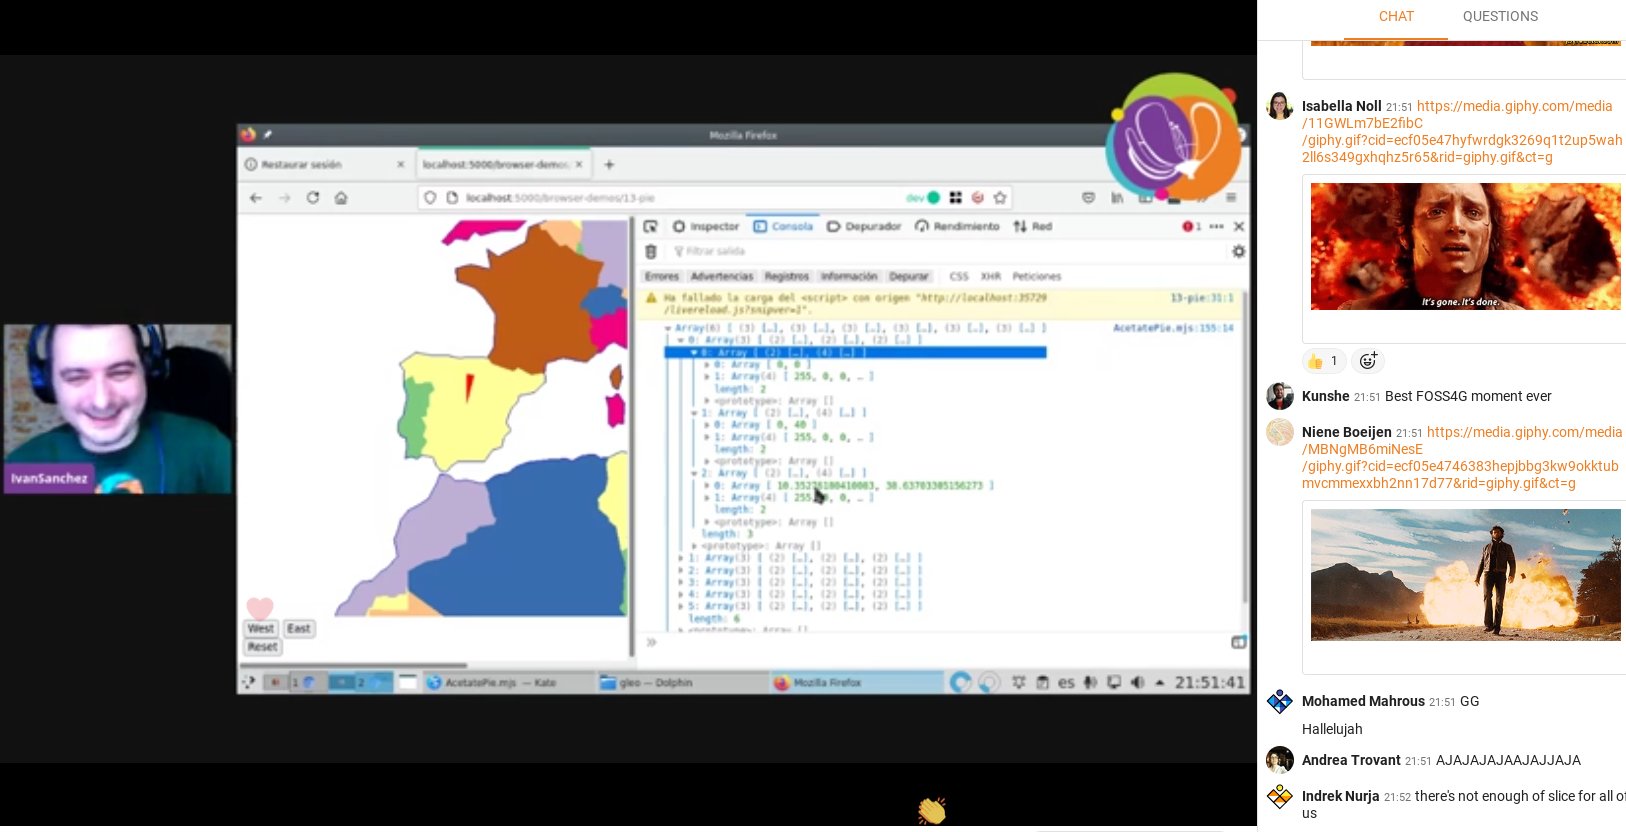 Mozilla Firefox
Restaurar sesión
localhost:5000/browser-demos
localhost:5000/browser-demos/13-pie
dev
Inspector
Consola
Depurador
Rendimiento
Red
1
Filtrar salida
Errores Advertencias Registros Información Depurar CSS XHR Peticiones
Ha fallado la carga del <script> con origen "http://localhost:35729
/livereload.js?snipver=1".
13-pie:31:1
Array(6) [ (3) […], (3) […], (3) […], (3) […], (3) […], (3) […] ]
AcetatePie.mjs:155:14
0: Array(3) [ (2) […], (2) […], (2) […] ]
0: Array [ (2) […], (4) […] ]
0: Array [ 0, 0 ]
1: Array(4) [ 255, 0, 0, … ]
length: 2
<prototype>: Array []
1: Array [ (2) […], (4) […] ]
0: Array [ 0, 40 ]
1: Array(4) [ 255, 0, 0, … ]
length: 2
<prototype>: Array []
2: Array [ (2) […], (4) […] ]
0: Array [
, 38.63703305156273 ]
1: Array(4) [ 255, 0, … ]
length: 2
<prototype>: Array []
length: 3
<prototype>: Array []
1: Array(3) [ (2) […], (2) […], (2) […] ]
2: Array(3) [ (2) […], (2) […], (2) […] ]
3: Array(3) [ (2) […], (2) […], (2) […] ]
4: Array(3) [ (2) […], (2) […], (2) […] ]
5: Array(3) [ (2) […], (2) […], (2) […] ]
length: 6
<prototype>: Array []
West East
Reset
IvanSanchez
1
2
AcetatePie.mjs — Kate
gleo — Dolphin
Mozilla Firefox
es
21:51:41
CHAT QUESTIONS
Isabella Noll 21:51 https://media.giphy.com/media
/11GWLm7bE2fibC
/giphy.gif?cid=ecf05e47hyfwrdgk3269q1t2up5wah
2ll6s349gxhqhz5r65&rid=giphy.gif&ct=g
It's gone. It's done.
1
Kunshe 21:51 Best FOSS4G moment ever
Niene Boeijen 21:51 https://media.giphy.com/media
/MBNgMB6miNesE
/giphy.gif?cid=ecf05e4746383hepjbbg3kw9okktub
mvcmmexxbh2nn17d77&rid=giphy.gif&ct=g
Mohamed Mahrous 21:51 GG
Hallelujah
Andrea Trovant 21:51 AJAJAJAJAAJAJJAJA
Indrek Nurja 21:52 there's not enough of slice for all of
us